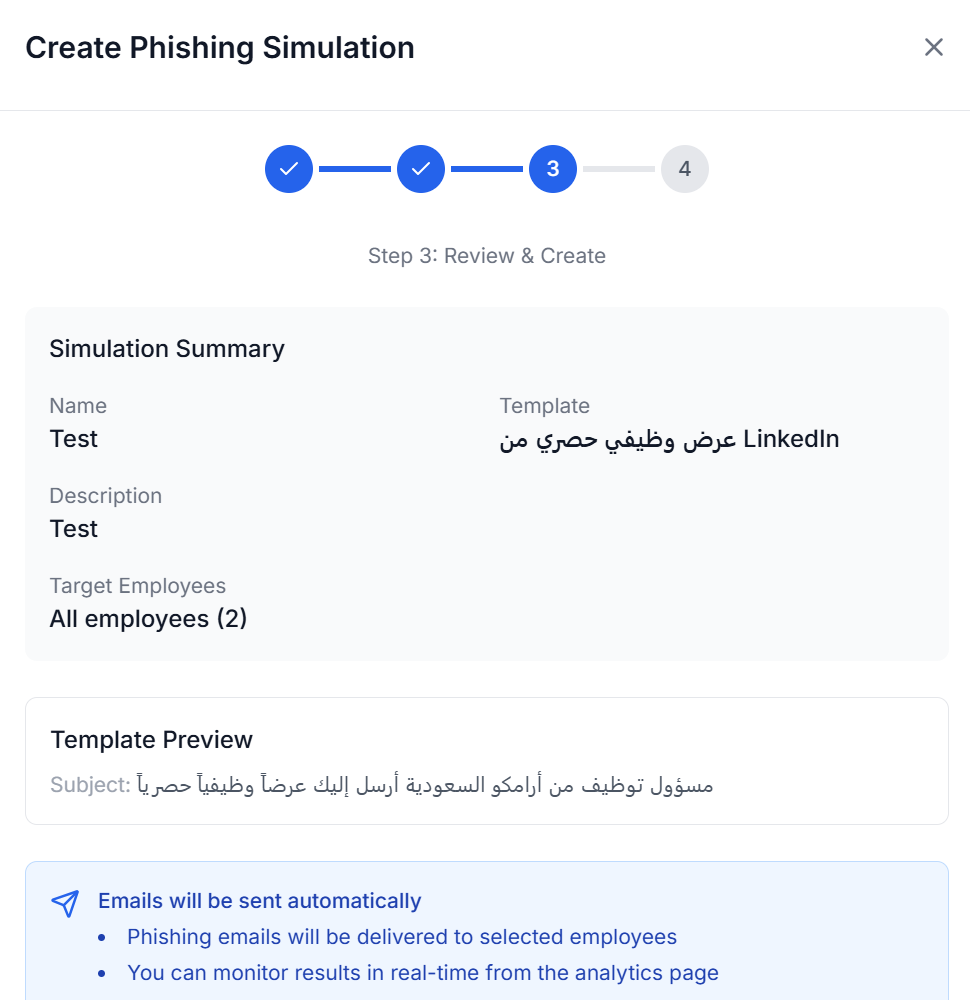 Create Phishing Simulation
3
4
Step 3: Review & Create
Simulation Summary
Name
Test
Template
عرض وظيفي حصري من LinkedIn
Description
Test
Target Employees
All employees (2)
Template Preview
Subject: مسؤول توظيف من أرامكو السعودية أرسل إليك عرضاً وظيفياً حصرياً
Emails will be sent automatically
• Phishing emails will be delivered to selected employees
• You can monitor results in real-time from the analytics page